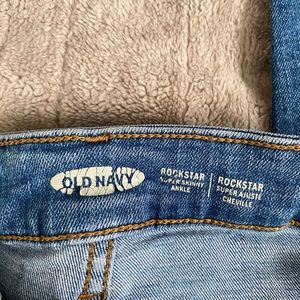 OLD NAVY
ROCKSTAR
SUPER SKINNY
ANKLE
ROCKSTAR
SUPER AJUSTÉ
CHEVILLE